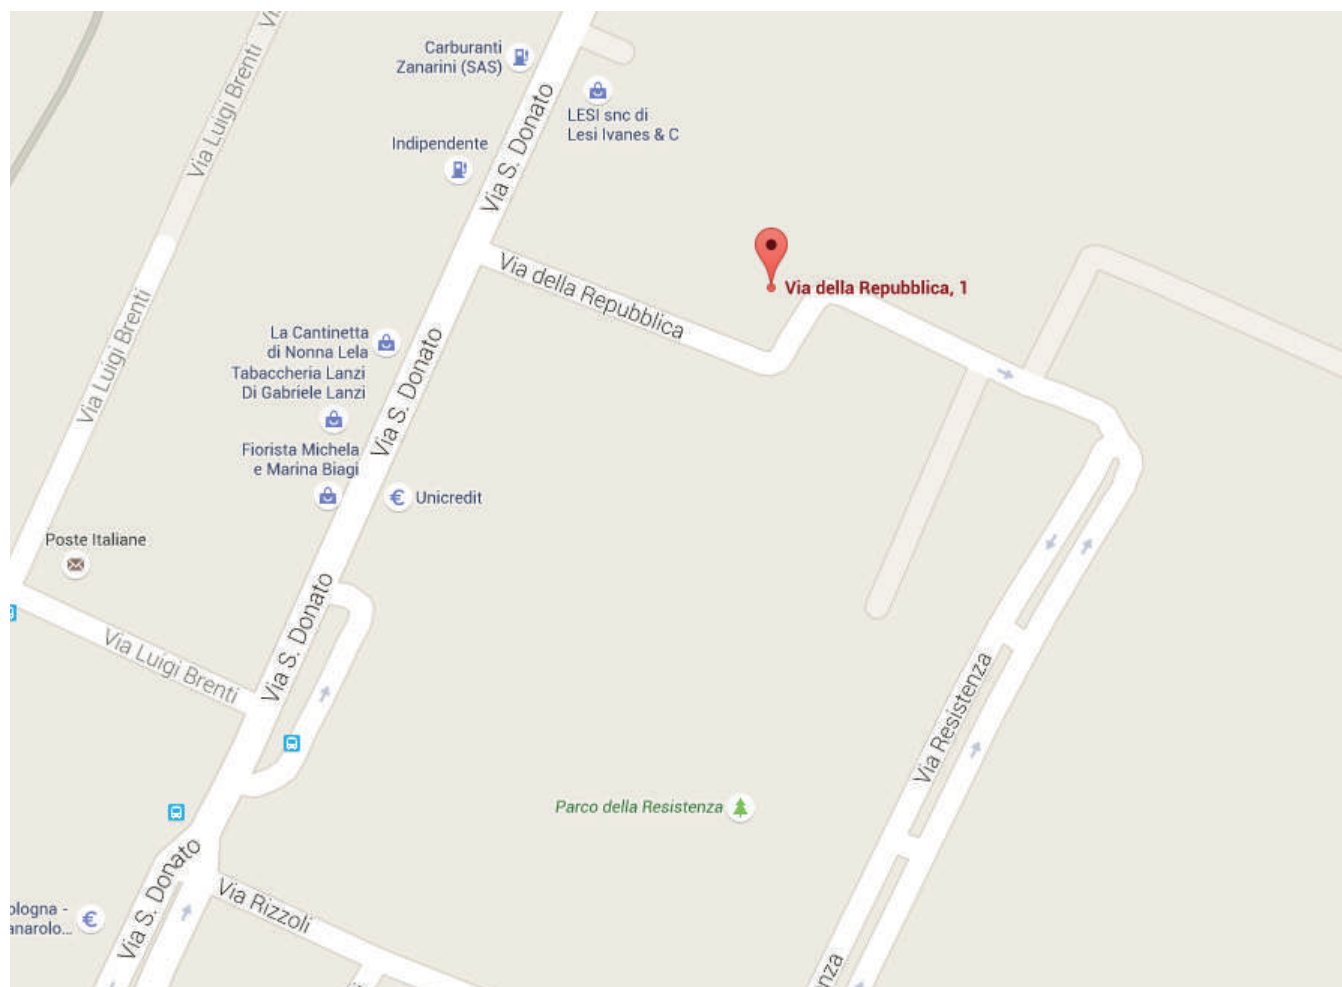 Via Luigi Brenti
Carburanti
Zanarini (SAS)
Via S. Donato
LESI snc di
Lesi Ivanes & C
Indipendente
Via della Repubblica
Via della Repubblica, 1
Via Luigi Brenti
La Cantinetta
di Nonna Lela
Tabaccheria Lanzi
Di Gabriele Lanzi
Via S. Donato
Fiorista Michela
e Marina Biagi
€ Unicredit
Poste Italiane
Via S. Donato
Via Luigi Brenti
Via Resistenza
Parco della Resistenza
Via S. Donato
Via Rizzoli
ologna -
anarolo...
€
enza